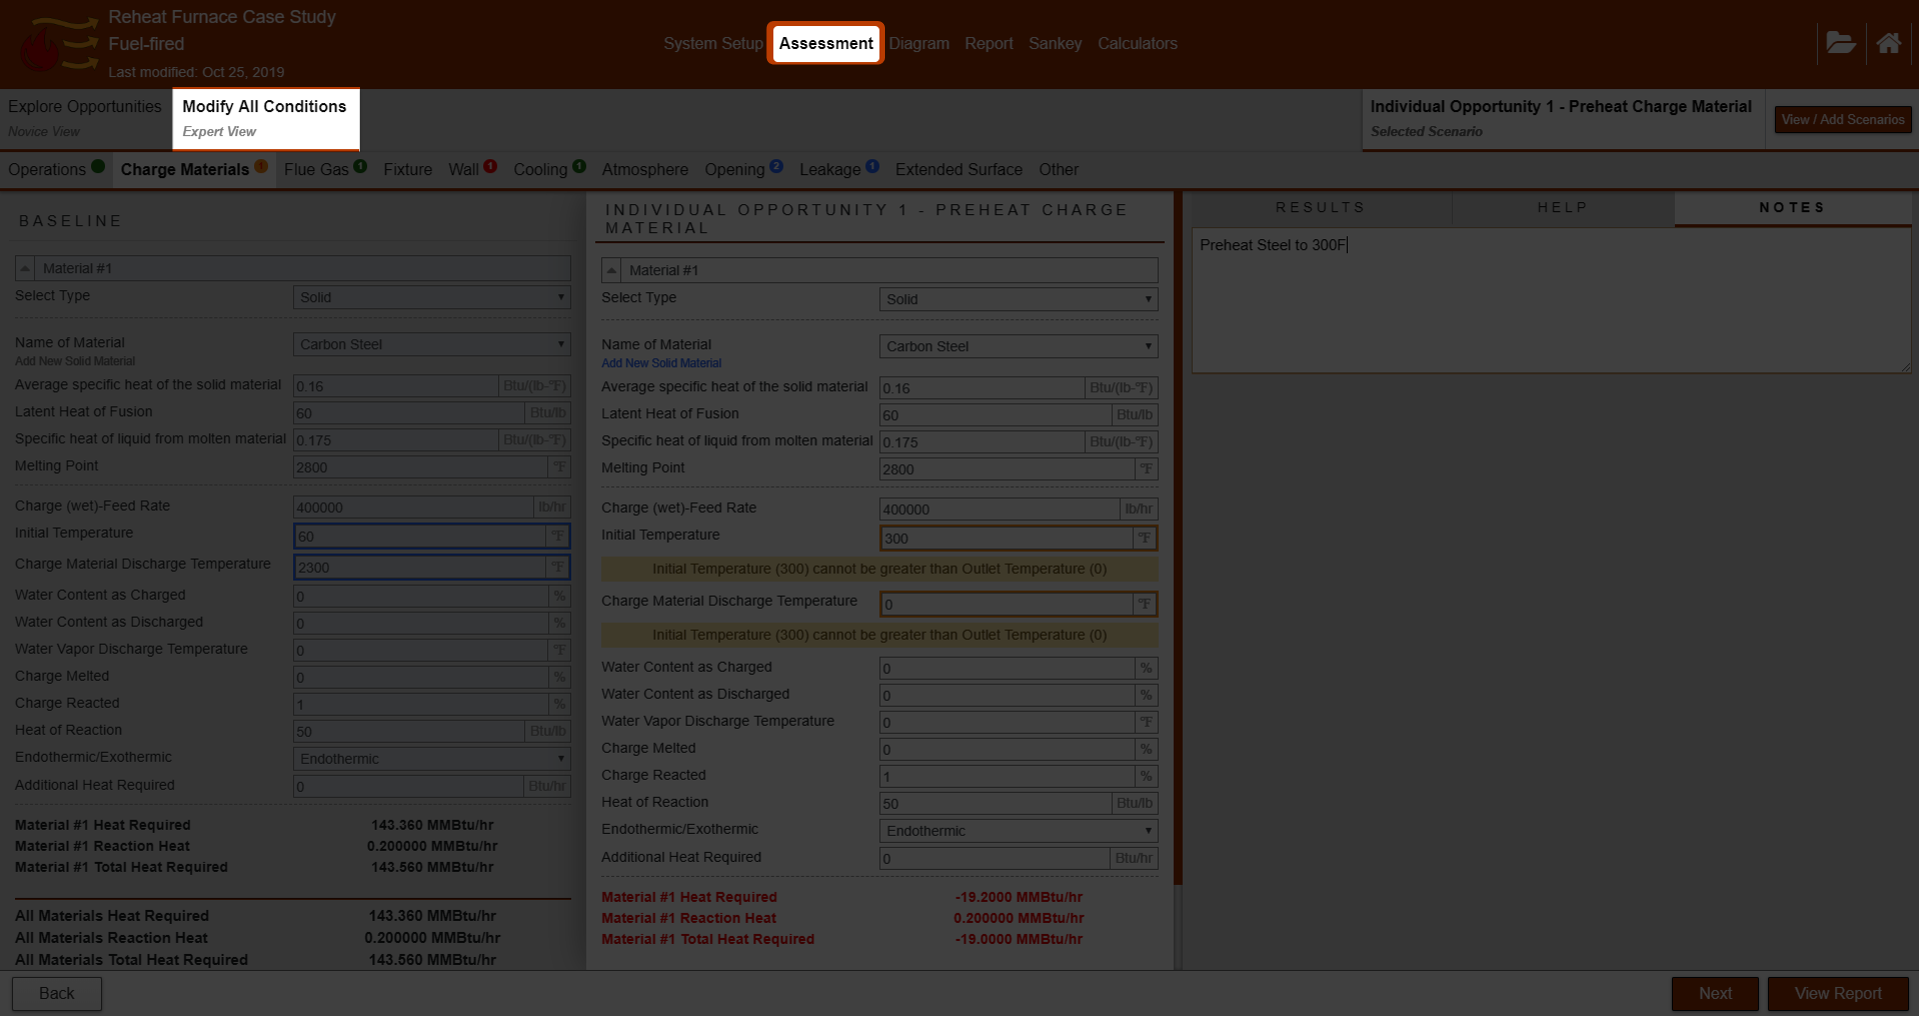 Reheat Furnace Case Study
Fuel-fired
Last modified: Oct 25, 2019
System Setup Assessment Diagram Report Sankey Calculators
Explore Opportunities
Novice View
Modify All Conditions
Expert View
Individual Opportunity 1 - Preheat Charge Material
Selected Scenario
View / Add Scenarios
Operations Charge Materials ! Flue Gas 1 Fixture Wall 1 Cooling 1 Atmosphere Opening 2 Leakage 1 Extended Surface Other
BASELINE
Material #1
Select Type Solid
Name of Material Carbon Steel
Add New Solid Material
Average specific heat of the solid material 0.16 Btu/(lb-°F)
Latent Heat of Fusion 60 Btu/lb
Specific heat of liquid from molten material 0.175 Btu/(lb-°F)
Melting Point 2800 °F
Charge (wet)-Feed Rate 400000 lb/hr
Initial Temperature 60 °F
Charge Material Discharge Temperature 2300 °F
Water Content as Charged 0 %
Water Content as Discharged 0 %
Water Vapor Discharge Temperature 0 °F
Charge Melted 0 %
Charge Reacted 1 %
Heat of Reaction 50 Btu/lb
Endothermic/Exothermic Endothermic
Additional Heat Required 0 Btu/hr
Material #1 Heat Required 143.360 MMBtu/hr
Material #1 Reaction Heat 0.200000 MMBtu/hr
Material #1 Total Heat Required 143.560 MMBtu/hr
All Materials Heat Required 143.360 MMBtu/hr
All Materials Reaction Heat 0.200000 MMBtu/hr
All Materials Total Heat Required 143.560 MMBtu/hr
INDIVIDUAL OPPORTUNITY 1 - PREHEAT CHARGE
MATERIAL
Material #1
Select Type Solid
Name of Material Carbon Steel
Add New Solid Material
Average specific heat of the solid material 0.16 Btu/(lb-°F)
Latent Heat of Fusion 60 Btu/lb
Specific heat of liquid from molten material 0.175 Btu/(lb-°F)
Melting Point 2800 °F
Charge (wet)-Feed Rate 400000 lb/hr
Initial Temperature 300 °F
Initial Temperature (300) cannot be greater than Outlet Temperature (0)
Charge Material Discharge Temperature 0 °F
Initial Temperature (300) cannot be greater than Outlet Temperature (0)
Water Content as Charged 0 %
Water Content as Discharged 0 %
Water Vapor Discharge Temperature 0 °F
Charge Melted 0 %
Charge Reacted 1 %
Heat of Reaction 50 Btu/lb
Endothermic/Exothermic Endothermic
Additional Heat Required 0 Btu/hr
Material #1 Heat Required -19.2000 MMBtu/hr
Material #1 Reaction Heat 0.200000 MMBtu/hr
Material #1 Total Heat Required -19.0000 MMBtu/hr
RESULTS HELP NOTES
Preheat Steel to 300F
Back Next View Report